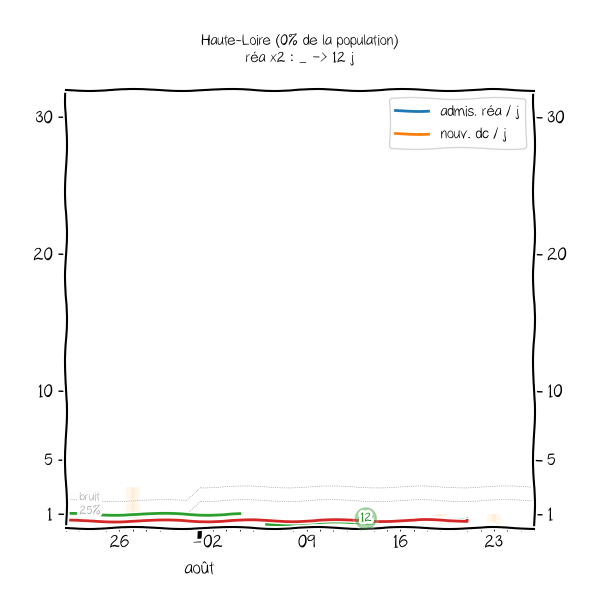 Haute-Loire (0% de la population)
réa x2 : _ -> 12 j
admis. réa / j
nouv. dc / j
30
30
20
20
10
10
5
5
bruit
25%
1
12
1
26
02
09
16
23
août